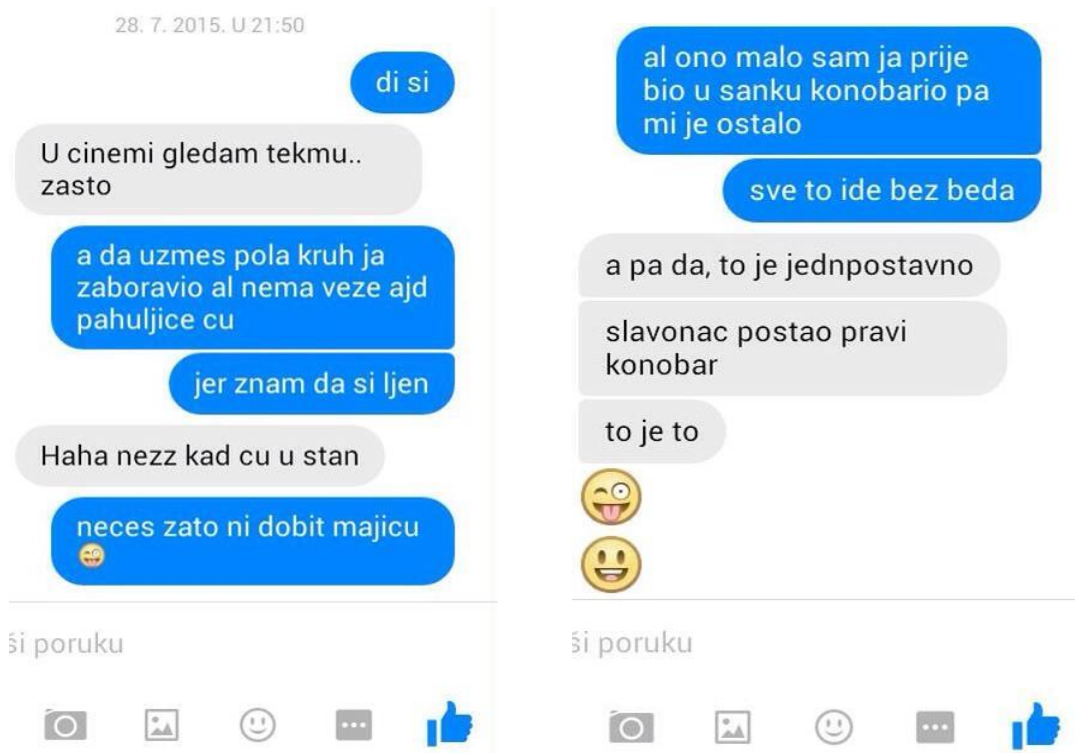 28. 7. 2015. U 21:50
di si
U cinemi gledam tekmu..
zasto
a da uzmes pola kruh ja
zaboravio al nema veze ajd
pahuljice cu
jer znam da si ljen
Haha nezz kad cu u stan
neces zato ni dobit majicu
ši poruku
al ono malo sam ja prije
bio u sanku konobario pa
mi je ostalo
sve to ide bez beda
a pa da, to je jednpostavno
slavonac postao pravi
konobar
to je to
ši poruku